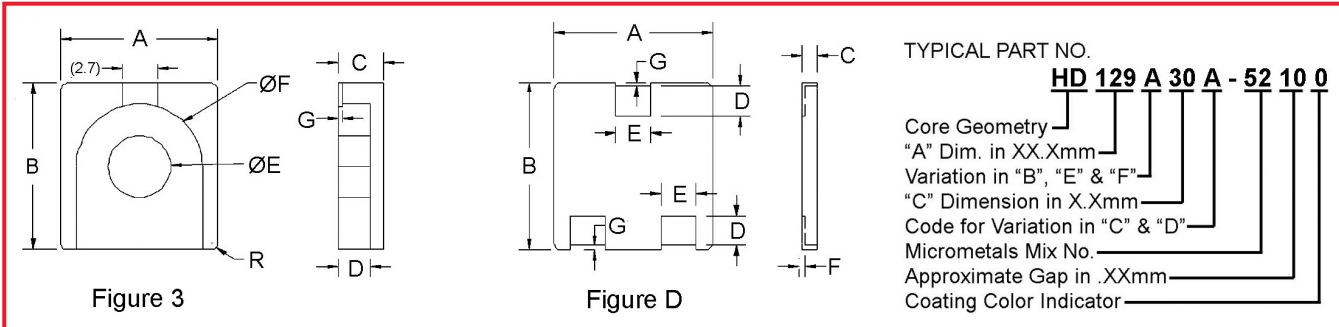 A
(2.7)
ØF
G
B
ØE
R
Figure 3
C
D
A
G
D
E
B
E
G
D
Figure D
C
F
TYPICAL PART NO.
HD 129 A 30 A - 52 10 0
Core Geometry
"A" Dim. in XX.Xmm
Variation in "B", "E" & "F"
"C" Dimension in X.Xmm
Code for Variation in "C" & "D"
Micrometals Mix No.
Approximate Gap in .XXmm
Coating Color Indicator